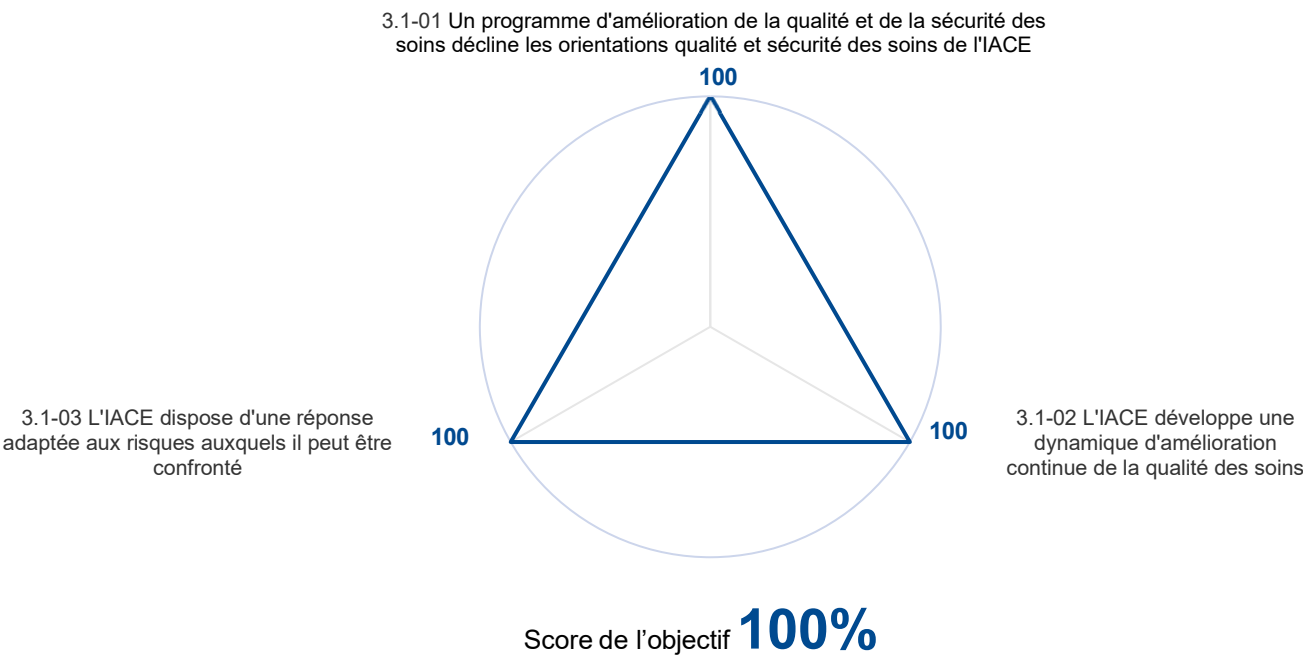 3.1-01 Un programme d'amélioration de la qualité et de la sécurité des
soins décline les orientations qualité et sécurité des soins de l'IACE
100
3.1-03 L'IACE dispose d'une réponse
adaptée aux risques auxquels il peut être
confronté
100
100
3.1-02 L'IACE développe une
dynamique d'amélioration
continue de la qualité des soins
Score de l’objectif 100%